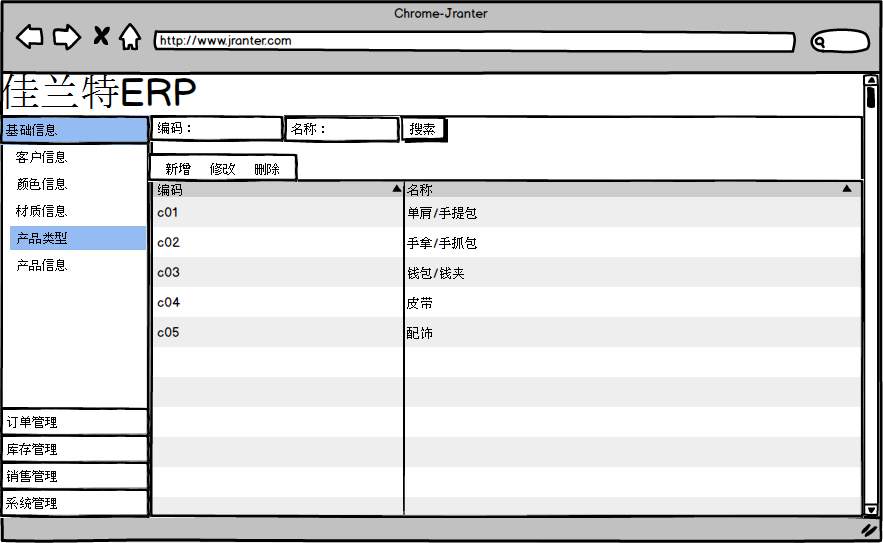 Chrome-Jranter
http://www.jranter.com
佳兰特ERP
基础信息
客户信息
颜色信息
材质信息
产品类型
产品信息
订单管理
库存管理
销售管理
系统管理
编码：
名称：
搜索
新增 修改 删除
编码 名称
c01 单肩/手提包
c02 手拿/手抓包
c03 钱包/钱夹
c04 皮带
c05 配饰